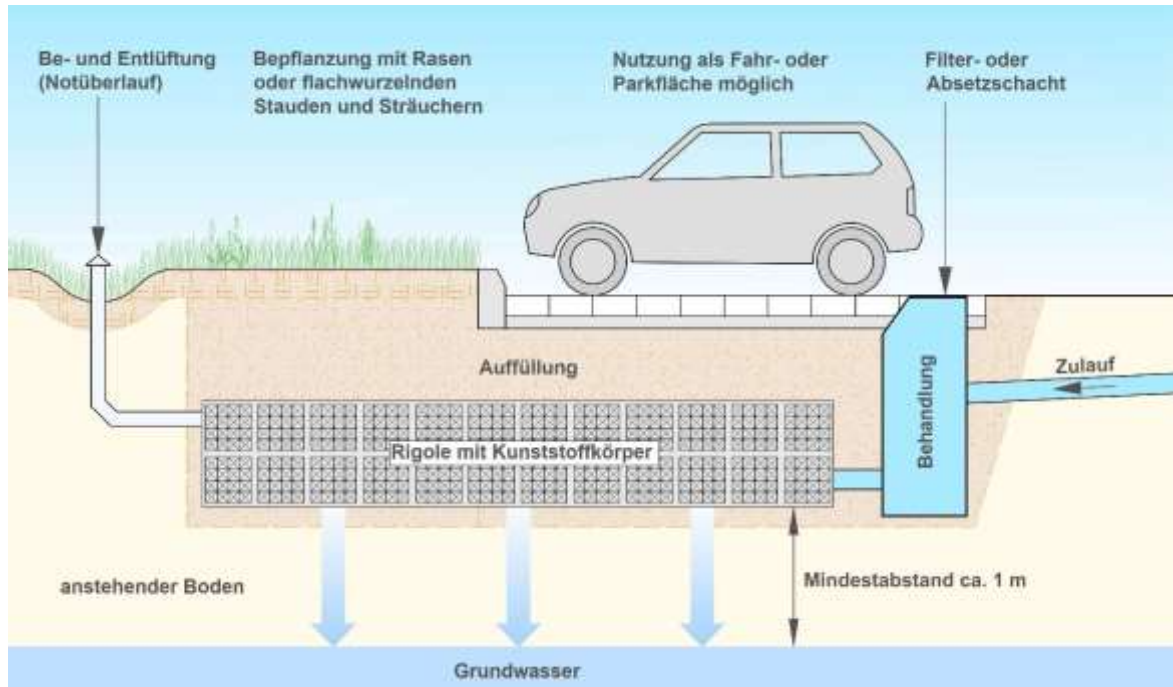 Be- und Entlüftung
(Notüberlauf)
Bepflanzung mit Rasen
oder flachwurzelnden
Stauden und Sträuchern
Nutzung als Fahr- oder
Parkfläche möglich
Filter- oder
Absetzschacht
Auffüllung
Zulauf
Behandlung
Rigole mit Kunststoffkörper
anstehender Boden
Mindestabstand ca. 1 m
Grundwasser